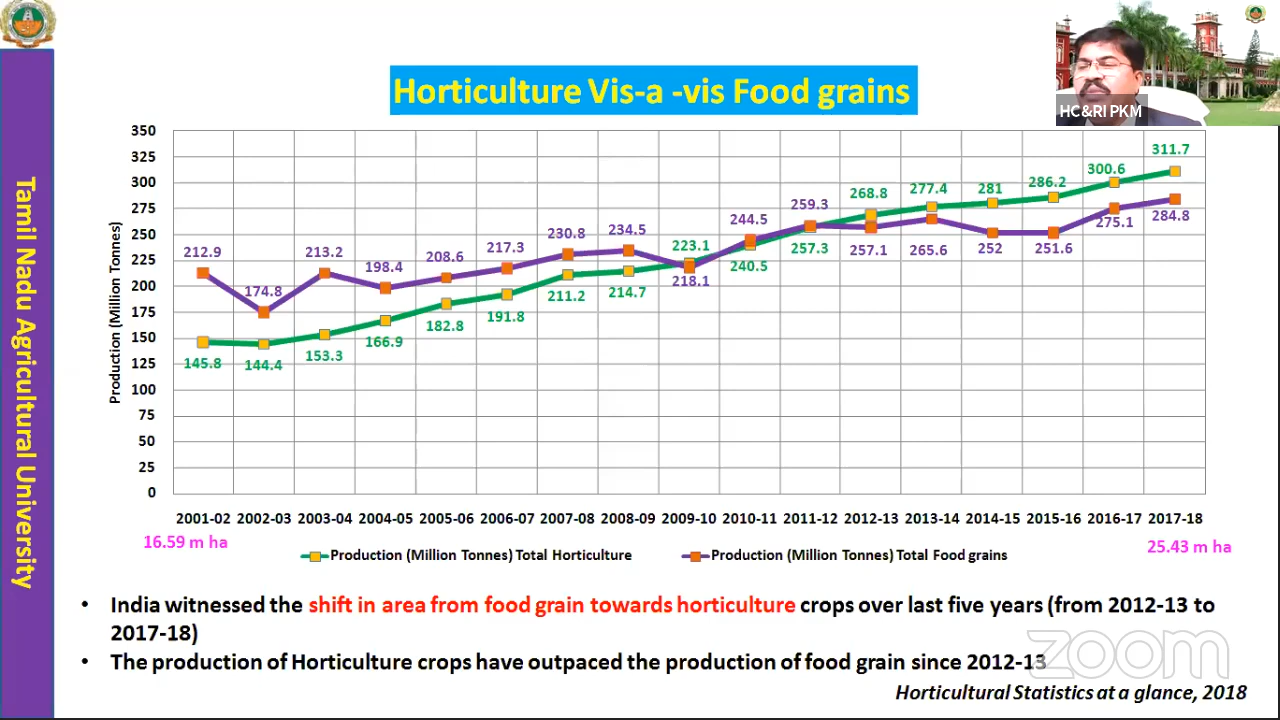 Tamil Nadu Agricultural University
Horticulture Vis-a -vis Food grains
HC&RI PKM
Production (Million Tonnes)
350
325
300
275
250
225
200
175
150
125
100
75
50
25
0
212.9 174.8 213.2 198.4 208.6 217.3 230.8 234.5 218.1 244.5 259.3 257.1 265.6 252 251.6 275.1 284.8
145.8 144.4 153.3 166.9 182.8 191.8 211.2 214.7 223.1 240.5 257.3 268.8 277.4 281 286.2 300.6 311.7
2001-02 2002-03 2003-04 2004-05 2005-06 2006-07 2007-08 2008-09 2009-10 2010-11 2011-12 2012-13 2013-14 2014-15 2015-16 2016-17 2017-18
16.59 m ha
25.43 m ha
Production (Million Tonnes) Total Horticulture
Production (Million Tonnes) Total Food grains
• India witnessed the shift in area from food grain towards horticulture crops over last five years (from 2012-13 to
2017-18)
• The production of Horticulture crops have outpaced the production of food grain since 2012-13
zoom
Horticultural Statistics at a glance, 2018